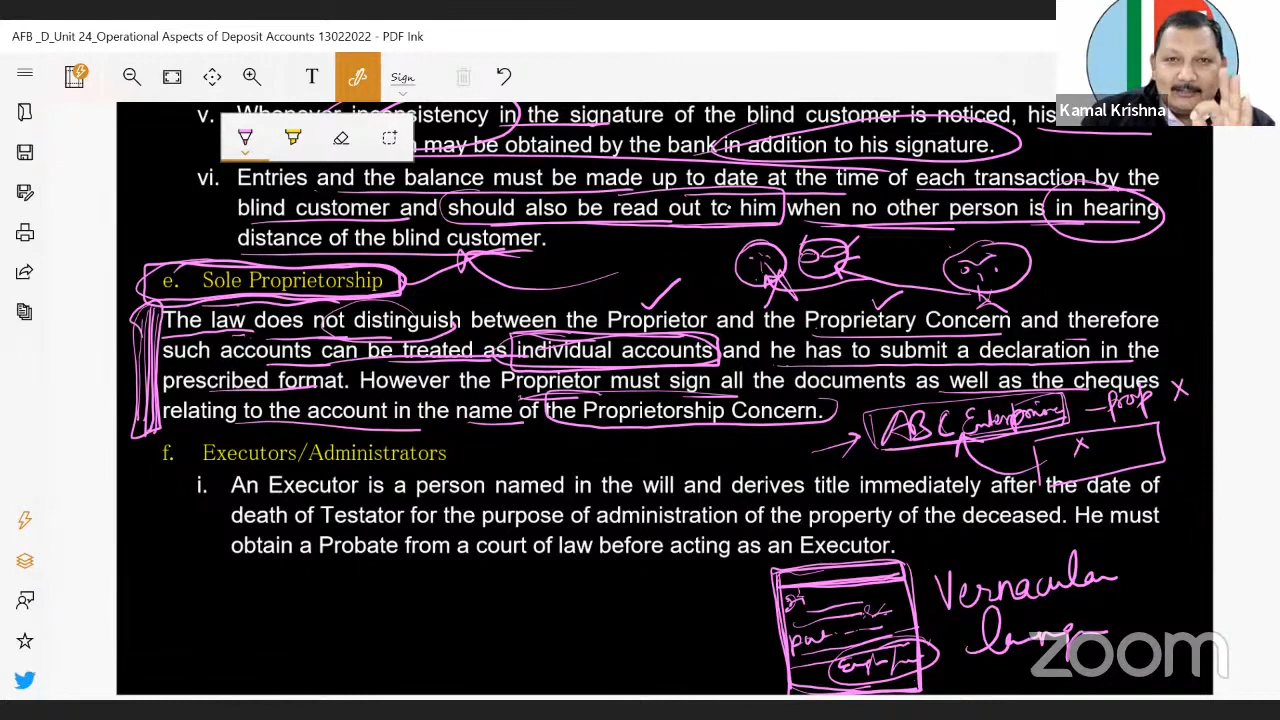 AFB _D_Unit 24_Operational Aspects of Deposit Accounts 13022022 - PDF Ink
T
Sign
Kamal Krishna
v. Whenever inconsistency in the signature of the blind customer is noticed, his
may be obtained by the bank in addition to his signature.
vi. Entries and the balance must be made up to date at the time of each transaction by the
blind customer and should also be read out to him when no other person is in hearing
distance of the blind customer.
e. Sole Proprietorship
The law does not distinguish between the Proprietor and the Proprietary Concern and therefore
such accounts can be treated as individual accounts and he has to submit a declaration in the
prescribed format. However the Proprietor must sign all the documents as well as the cheques
relating to the account in the name of the Proprietorship Concern.
ABC Enterprises – prop x
x
f. Executors/Administrators
i. An Executor is a person named in the will and derives title immediately after the date of
death of Testator for the purpose of administration of the property of the deceased. He must
obtain a Probate from a court of law before acting as an Executor.
Vernacular
zoom